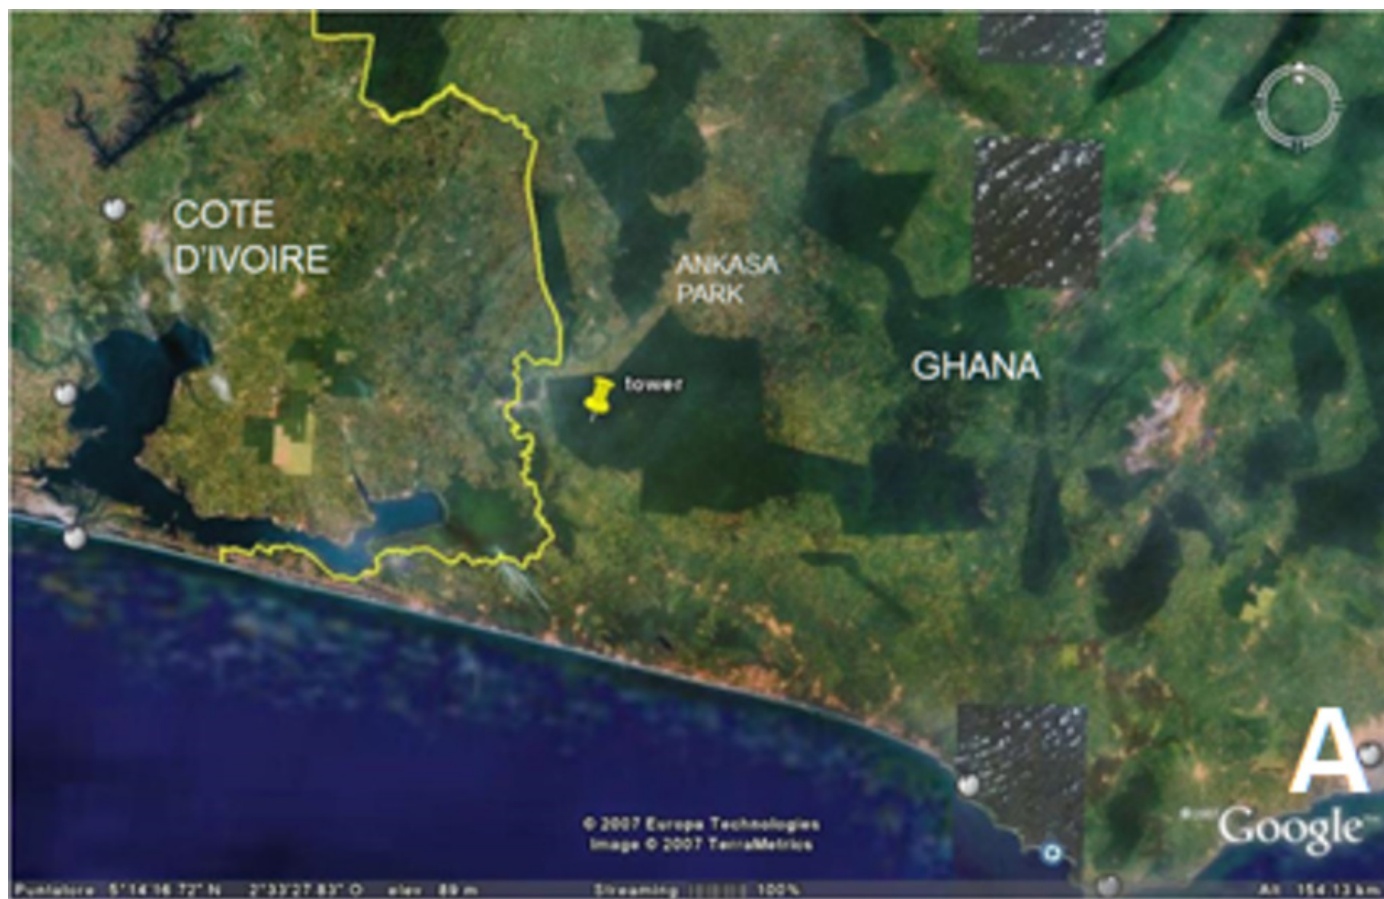 COTE
D'IVOIRE
ANKASA
PARK
GHANA
tower
A
© 2007 Europa Technologies
Image © 2007 TerraMetrics
Google
Puntatore 5°14'16.72" N 2°33'27.83" O elev 89 m Streaming 100% Alt 154.13 km